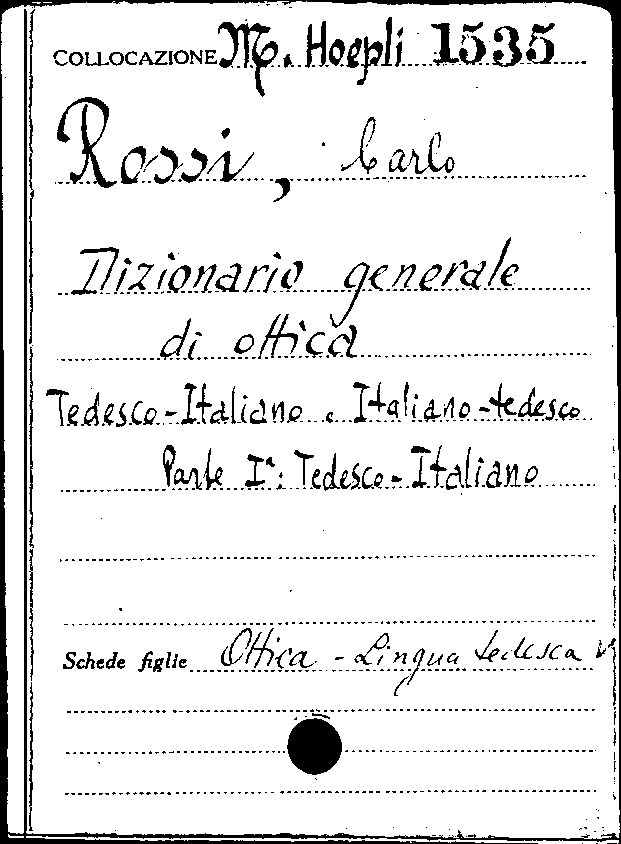 COLLOCAZIONE M. Hoepli 1535
Rossi, Carlo
Dizionario generale
di ottica
Tedesco-Italiano e Italiano-tedesco
Parte Iª: Tedesco-Italiano
Schede figlie Ottica - Lingua tedesca